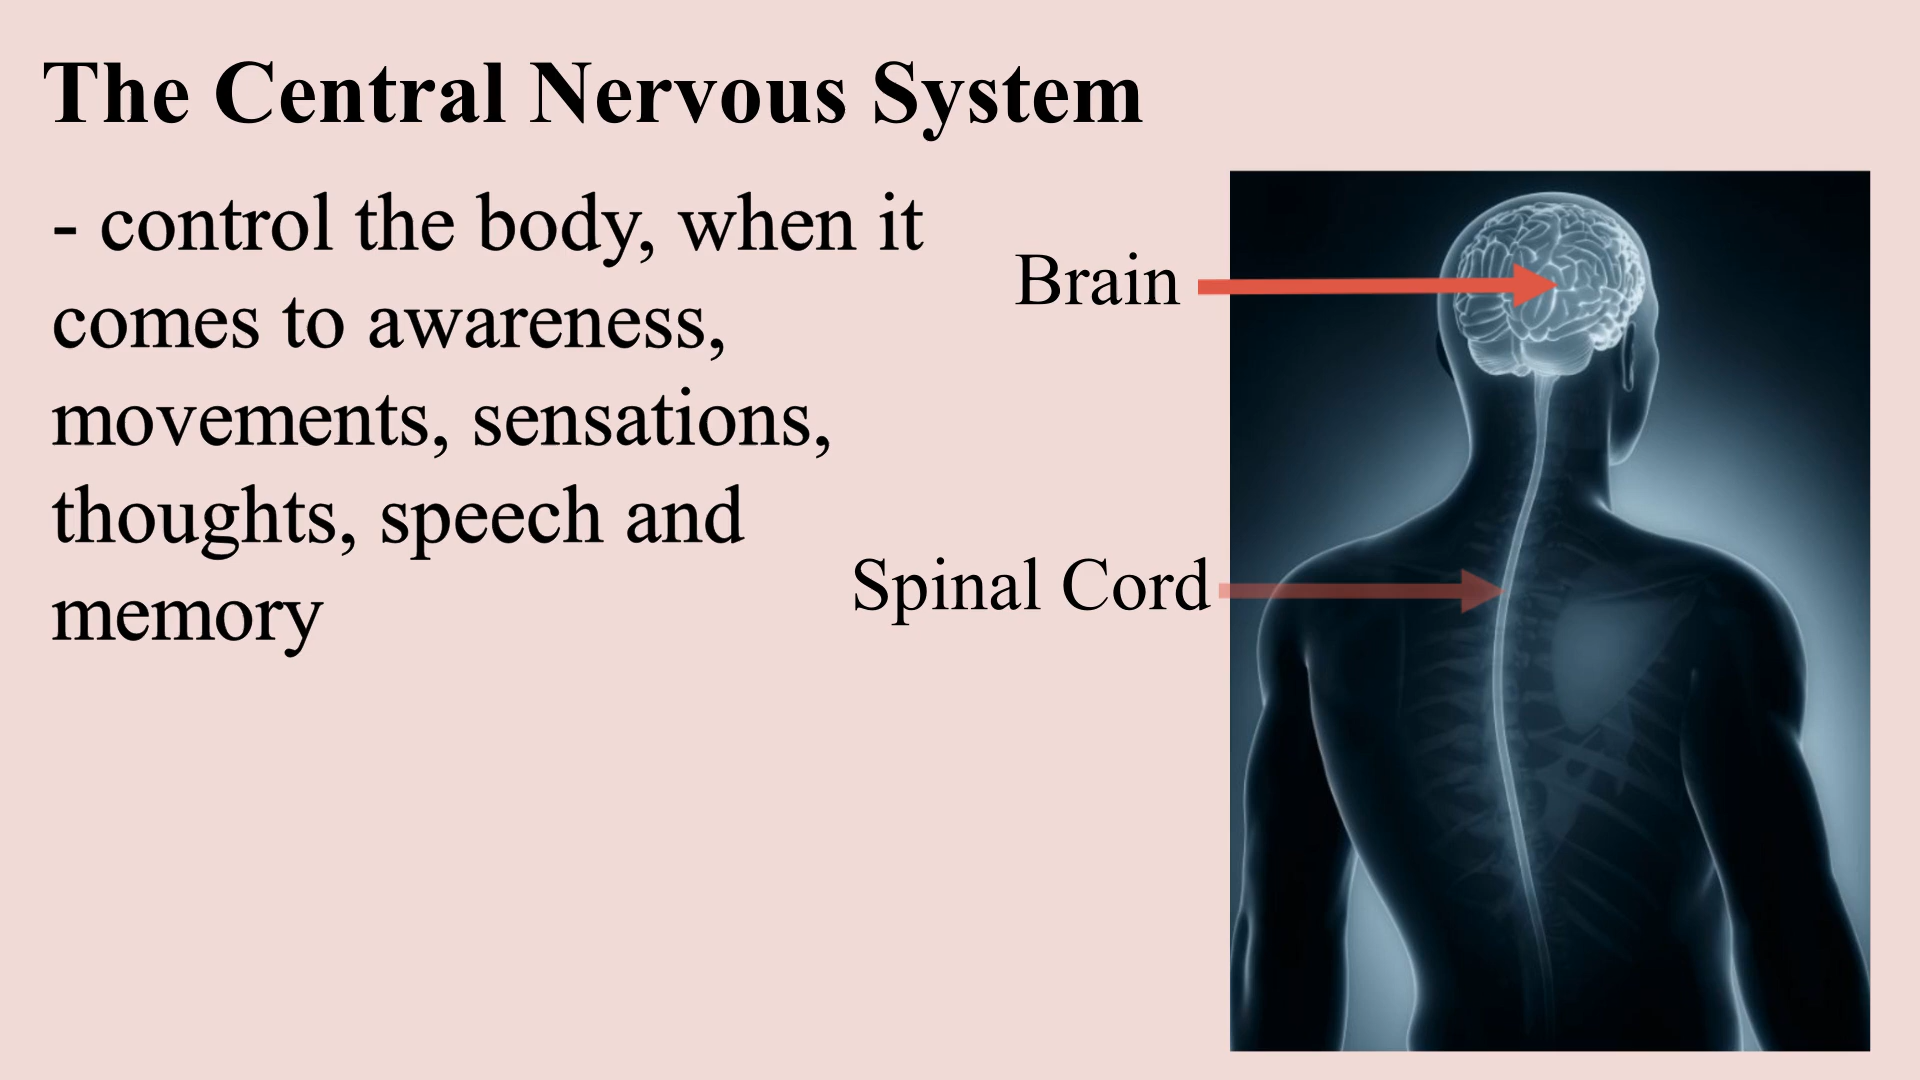 The Central Nervous System
- control the body, when it
comes to awareness,
movements, sensations,
thoughts, speech and
memory
Brain
Spinal Cord